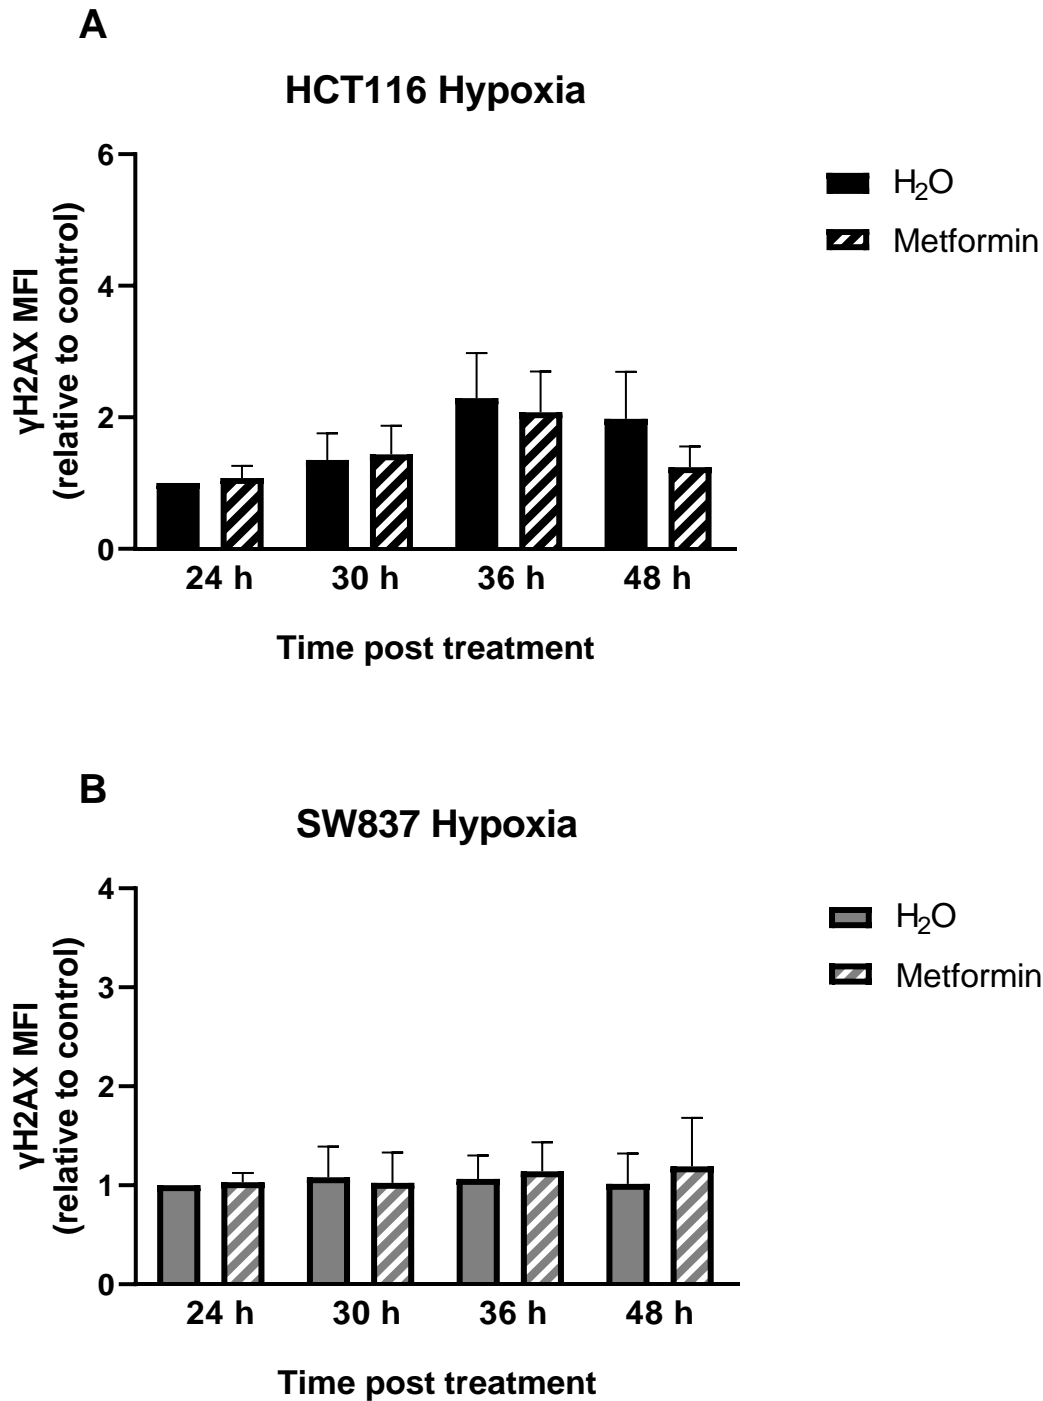 A
HCT116 Hypoxia
γH2AX MFI
(relative to control)
6
4
2
0
24 h
30 h
36 h
48 h
Time post treatment
H₂O
Metformin
B
SW837 Hypoxia
γH2AX MFI
(relative to control)
4
3
2
1
0
24 h
30 h
36 h
48 h
Time post treatment
H₂O
Metformin